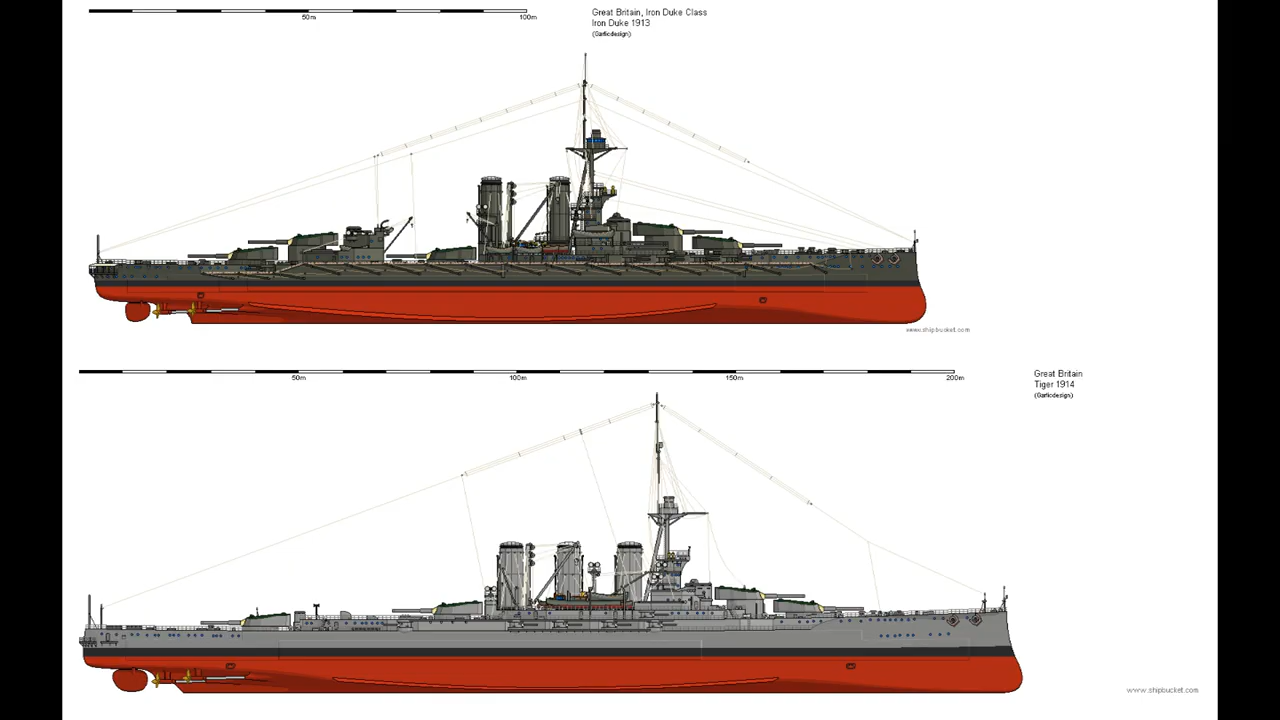 50m
100m
Great Britain, Iron Duke Class
Iron Duke 1913
(Garlicdesign)
www.shipbucket.com
50m
100m
150m
200m
Great Britain
Tiger 1914
(Garlicdesign)
www.shipbucket.com